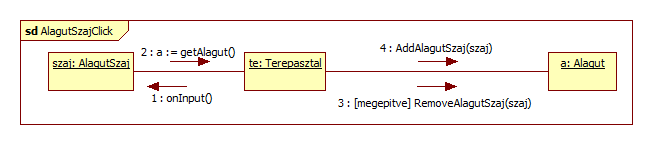 sd AlagutSzajClick
2 : a := getAlagut()
4 : AddAlagutSzaj(szaj)
szaj: AlagutSzaj
te: Terepasztal
a: Alagut
1 : onInput()
3 : [megepitve] RemoveAlagutSzaj(szaj)